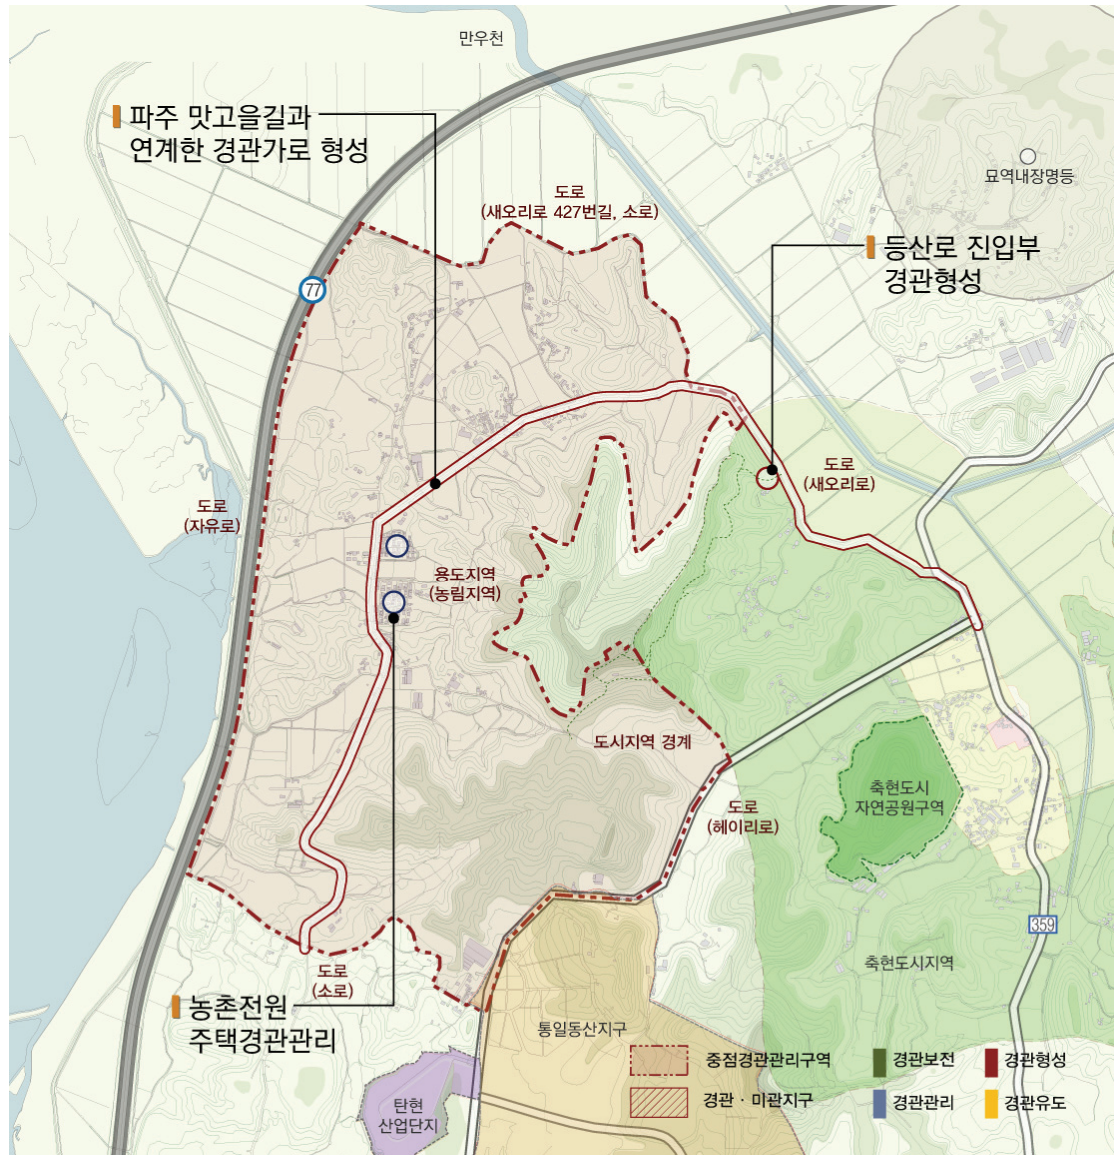 만우천
파주 맛고을길과
연계한 경관가로 형성
묘역내장명등
도로
(새오리로 427번길, 소로)
등산로 진입부
경관형성
77
도로
(새오리로)
도로
(자유로)
용도지역
(농림지역)
도시지역 경계
축현도시
자연공원구역
도로
(헤이리로)
359
축현도시지역
도로
(소로)
농촌전원
주택경관관리
통일동산지구
탄현
산업단지
중점경관관리구역
경관보전
경관형성
경관 · 미관지구
경관관리
경관유도